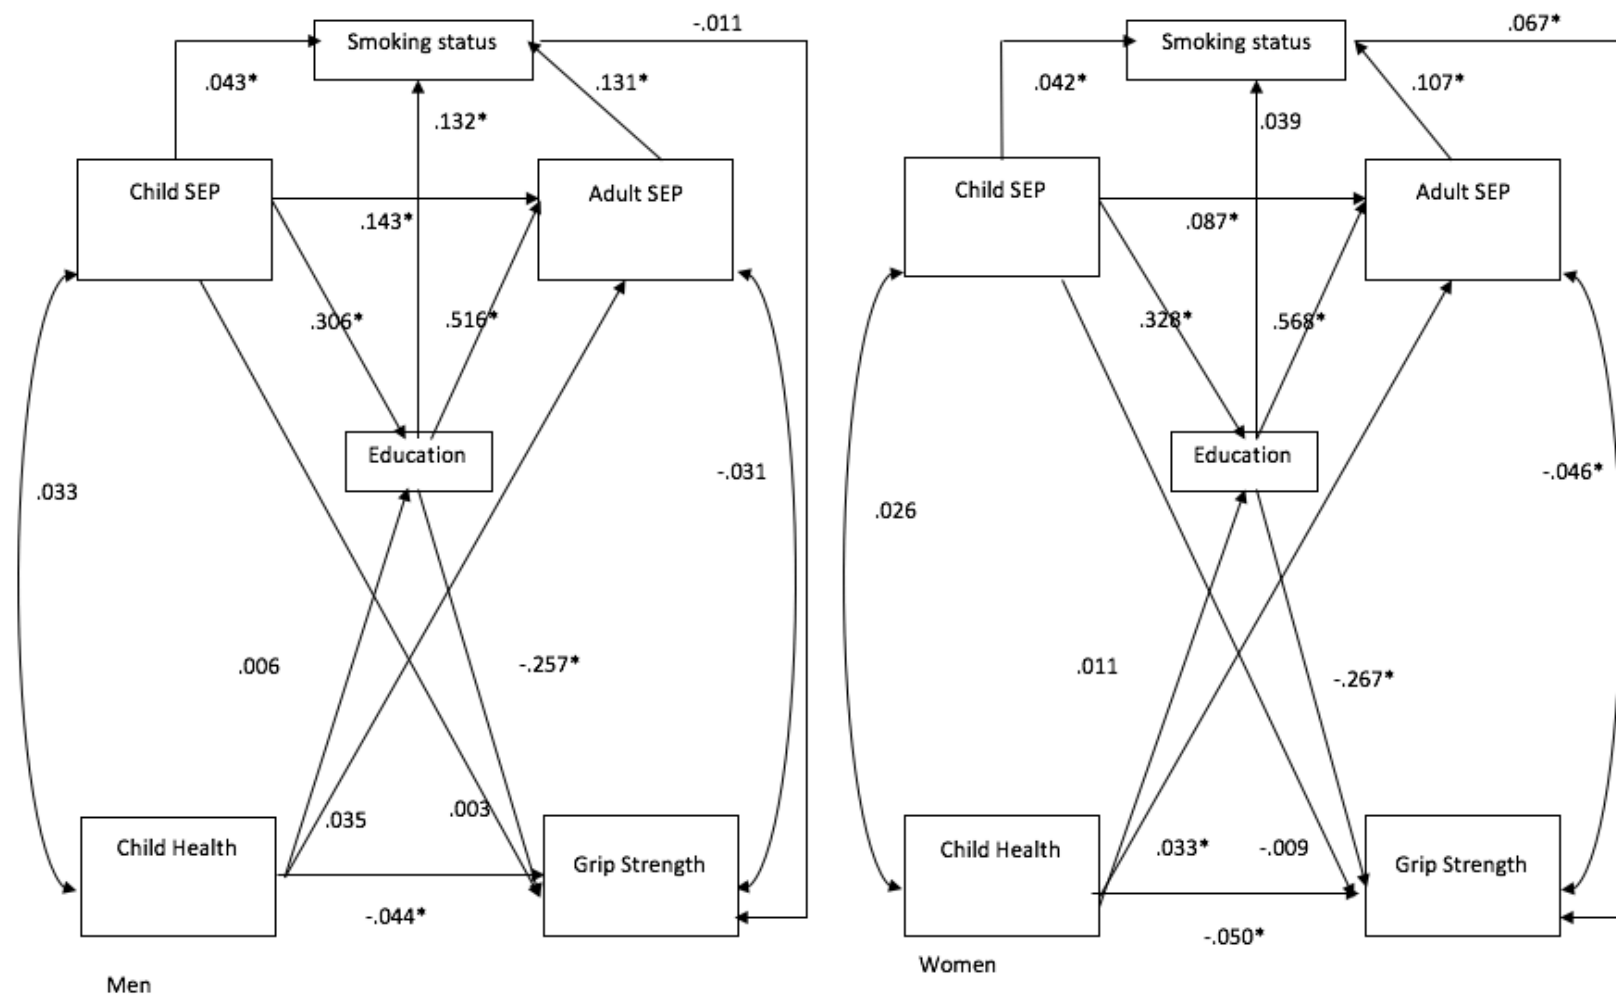 Smoking status
-.011
.043*
.131*
.132*
Child SEP
Adult SEP
.143*
.306*
.516*
Education
.033
-.031
.006
-.257*
.035
.003
Child Health
Grip Strength
-.044*
Men
Smoking status
.067*
.042*
.107*
.039
Child SEP
Adult SEP
.087*
.328*
.568*
Education
.026
-.046*
.011
-.267*
.033*
-.009
Child Health
Grip Strength
-.050*
Women